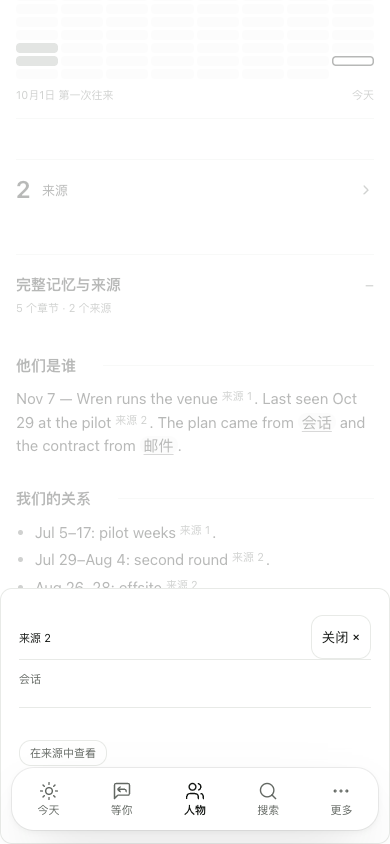 10月1日 第一次往来 今天
2 来源
完整记忆与来源
5 个章节 · 2 个来源
他们是谁
Nov 7 — Wren runs the venue 来源 1 . Last seen Oct
29 at the pilot 来源 2 . The plan came from 会话 and
the contract from 邮件 .
我们的关系
Jul 5–17: pilot weeks 来源 1 .
Jul 29–Aug 4: second round 来源 2 .
Aug 26–28: offsite 来源 2
来源 2
关闭 ×
会话
在来源中查看
今天 等你 人物 搜索 更多